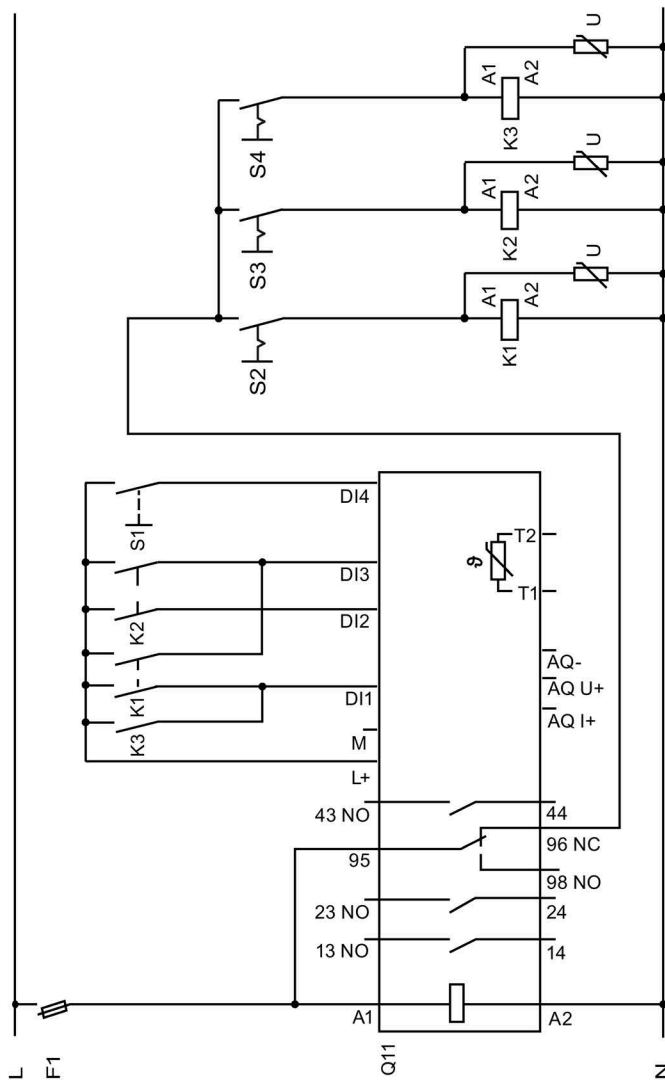 U
A1
A2
K3
S4
U
A1
A2
K2
S3
U
A1
A2
K1
S2
DI4
S1
DI3
K2
DI2
K1
DI1
K3
M
L+
T2
ϑ
T1
AQ-
AQ U+
AQ I+
43 NO
44
95
96 NC
98 NO
23 NO
24
13 NO
14
A1
A2
Q11
L
F1
N